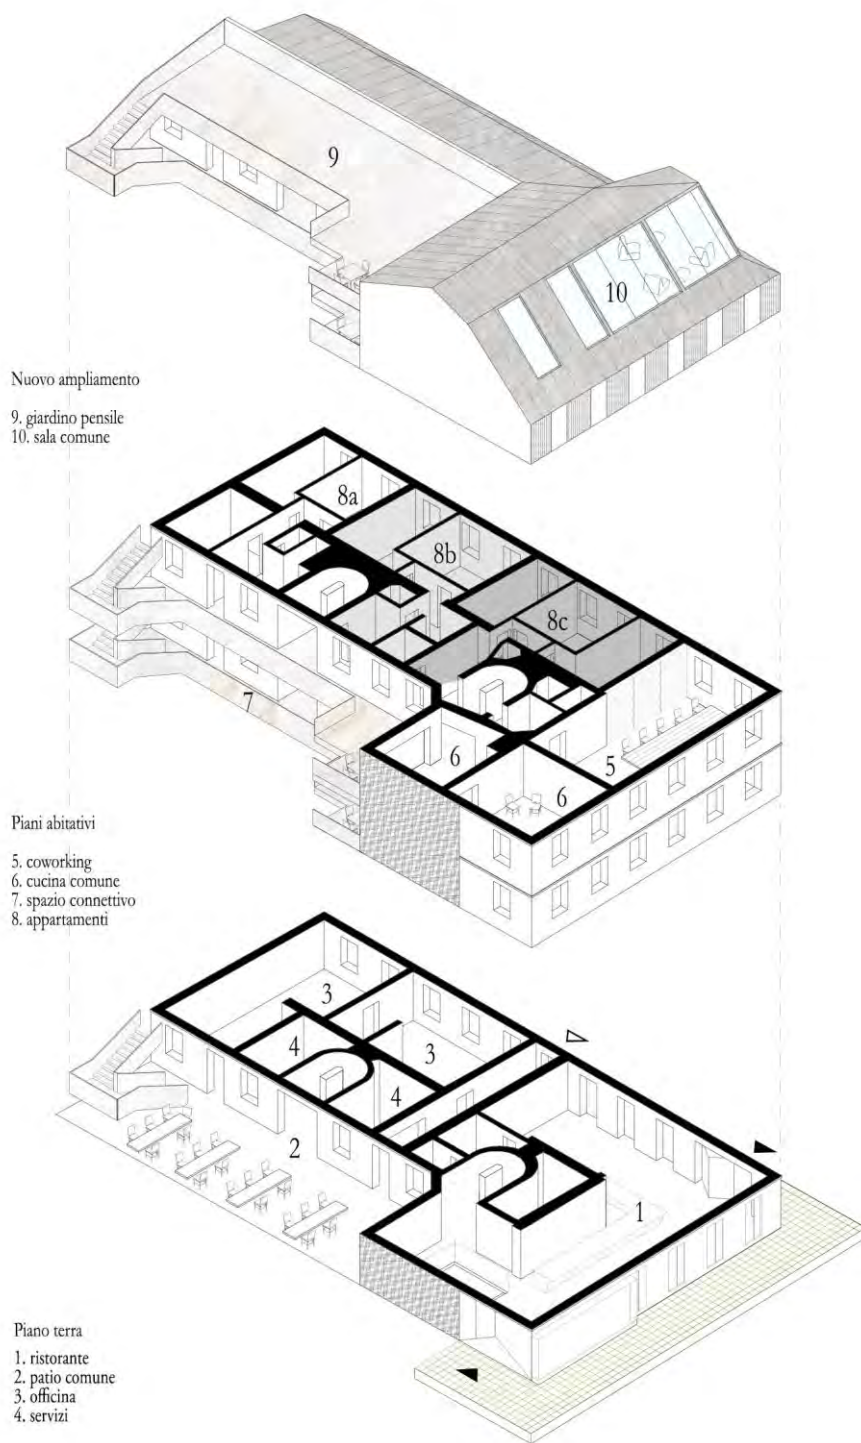 9
10
Nuovo ampliamento
9. giardino pensile
10. sala comune
8a
8b
8c
7
6
6
5
Piani abitativi
5. coworking
6. cucina comune
7. spazio connettivo
8. appartamenti
3
4
3
4
2
1
Piano terra
1. ristorante
2. patio comune
3. officina
4. servizi